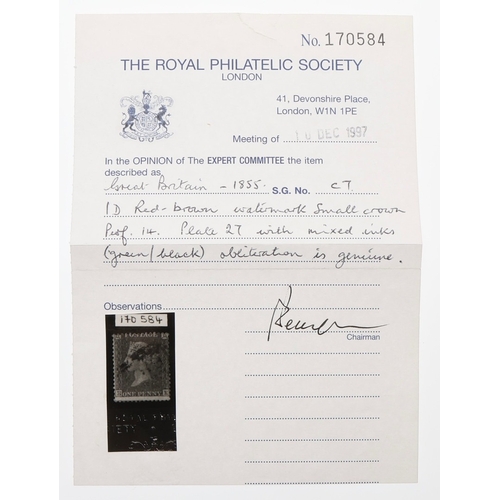 No. 170584
THE ROYAL PHILATELIC SOCIETY
LONDON
41, Devonshire Place,
London, W1N 1PE
Meeting of 10 DEC 1997
In the OPINION of The EXPERT COMMITTEE the item
described as
Great Britain - 1855. S.G. No. C7
1D Red-brown watermark Small crown
Perf. 14. Plate 27 with mixed inks
(green/black) obliteration is genuine.
Observations
Chairman
170 584
ONE PENNY